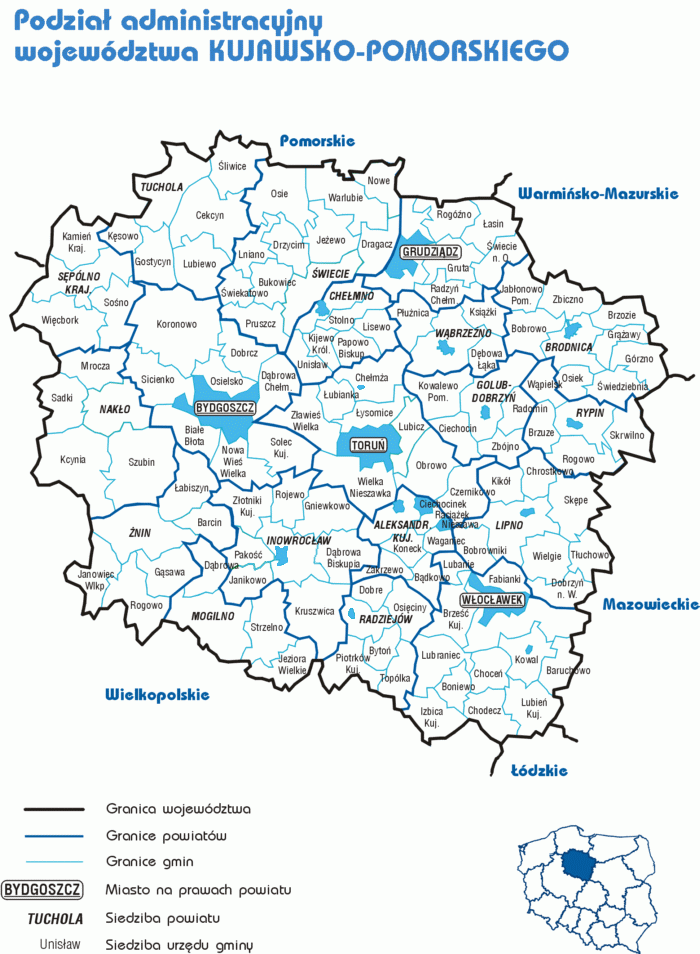 Podział administracyjny
województwa KUJAWSKO-POMORSKIEGO
Pomorskie
Warmińsko-Mazurskie
Śliwice
TUCHOLA
Osie
Warlubie
Nowe
Cekcyn
Rogóźno
Łasin
Kamień
Kraj.
Kęsowo
Gostycyn
Lubiewo
Lniano
Drzycim
Jeżewo
Dragacz
GRUDZIĄDZ
Świecie
n. O.
Gruta
SĘPÓLNO
KRAJ.
Sośno
Więcbork
Świekatowo
Bukowiec
ŚWIECIE
CHEŁMNO
Radzyń
Chełm.
Jabłonowo
Pom.
Zbiczno
Brzozie
Koronowo
Pruszcz
Stolno
Lisewo
Płużnica
Książki
Bobrowo
Grążawy
Kijewo
Król.
Papowo
Biskup.
WĄBRZEŹNO
BRODNICA
Górzno
Dobrcz
Unisław
Dębowa
Łąka
Mrocza
Sicienko
Osielsko
Dąbrowa
Chełm.
Chełmża
Kowalewo
Pom.
GOLUB-
DOBRZYŃ
Wąpielsk
Osiek
Świedziebnia
Sadki
NAKŁO
BYDGOSZCZ
Łubianka
Łysomice
Radomin
RYPIN
Zławieś
Wielka
Lubicz
Ciechocin
Brzuze
Skrwilno
Białe
Błota
Solec
Kuj.
TORUŃ
Zbójno
Nowa
Wieś
Wielka
Kcynia
Szubin
Obrowo
Rogowo
Chrostkowo
Wielka
Nieszawka
Kikół
Skępe
Łabiszyn
Złotniki
Kuj.
Rojewo
Gniewkowo
Czernikowo
Ciechocinek
Raciążek
Nieszawa
Barcin
ALEKSANDR.
KUJ.
LIPNO
ŻNIN
INOWROCŁAW
Waganiec
Koneck
Bobrowniki
Wielgie
Tłuchowo
Pakość
Dąbrowa
Biskupia
Lubanie
Janowiec
Wlkp
Gąsawa
Dąbrowa
Janikowo
Zakrzewo
Bądkowo
Fabianki
Dobrzyń
n. W.
Dobre
WŁOCŁAWEK
Mazowieckie
Rogowo
MOGILNO
Kruszwica
Osięciny
RADZIEJÓW
Brześć
Kuj.
Strzelno
Bytoń
Lubraniec
Kowal
Baruchowo
Jeziora
Wielkie
Piotrków
Kuj.
Topólka
Choceń
Boniewo
Wielkopolskie
Izbica
Kuj.
Chodecz
Lubień
Kuj.
Łódzkie
Granica województwa
Granice powiatów
Granice gmin
BYDGOSZCZ Miasto na prawach powiatu
TUCHOLA Siedziba powiatu
Unisław Siedziba urzędu gminy